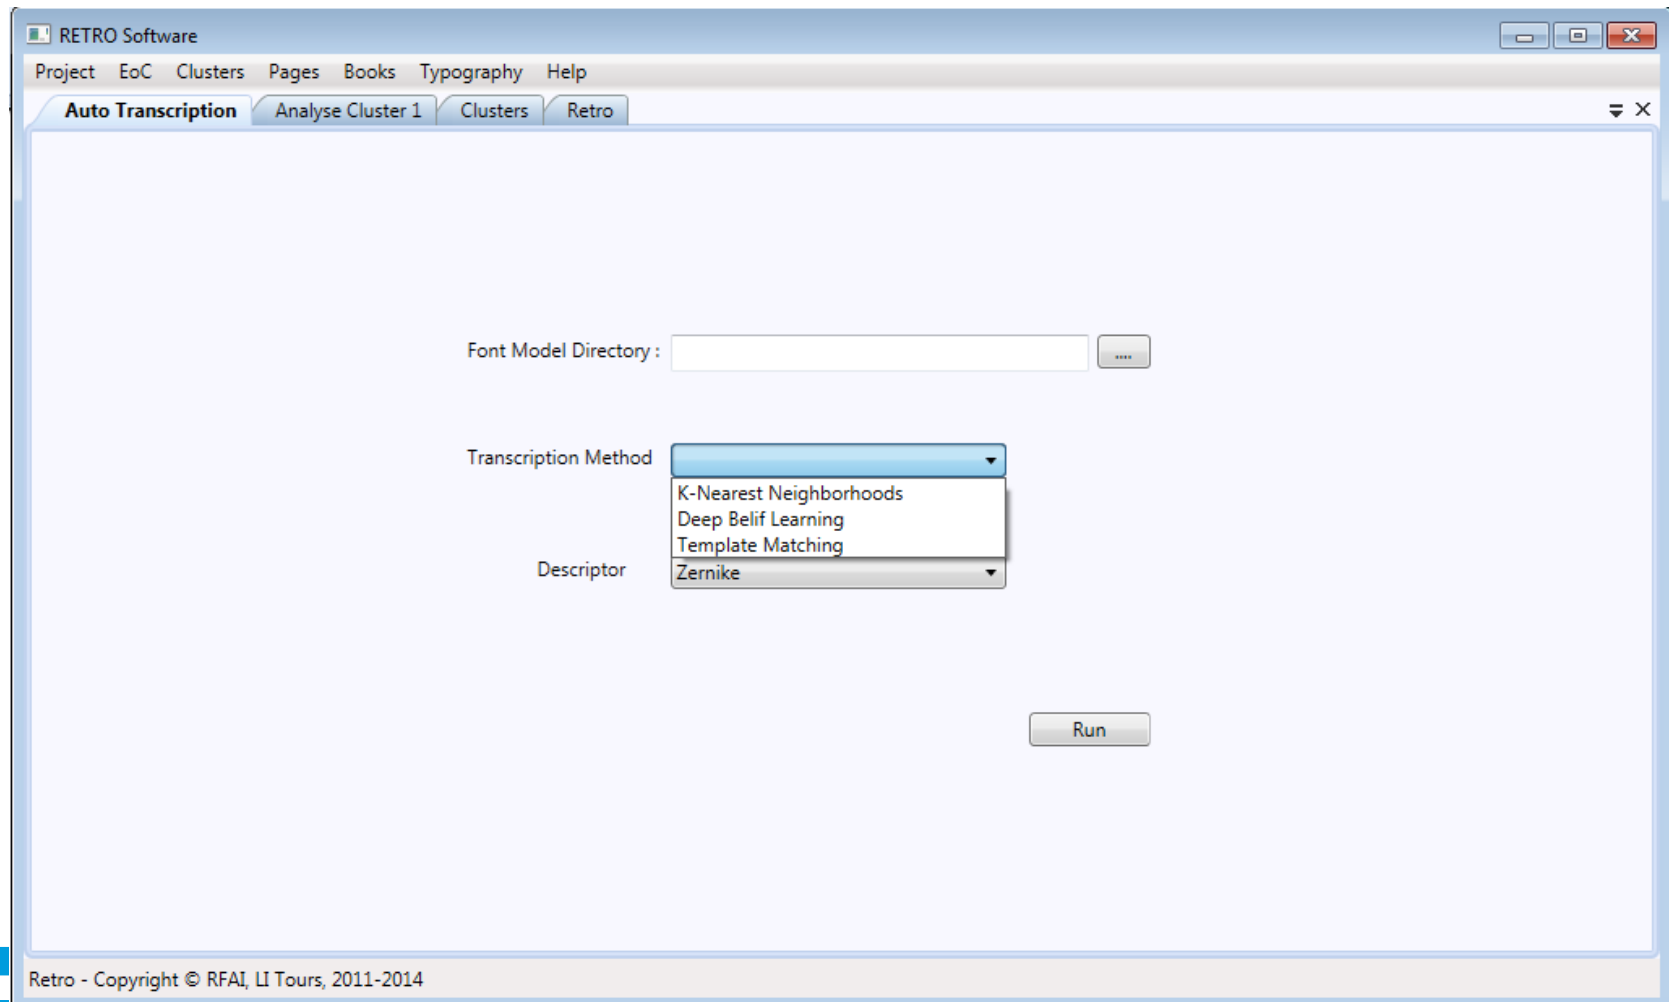 RETRO Software
Project EoC Clusters Pages Books Typography Help
Auto Transcription Analyse Cluster 1 Clusters Retro
Font Model Directory : ....
Transcription Method
K-Nearest Neighborhoods
Deep Belif Learning
Template Matching
Descriptor Zernike
Run
Retro - Copyright © RFAI, LI Tours, 2011-2014